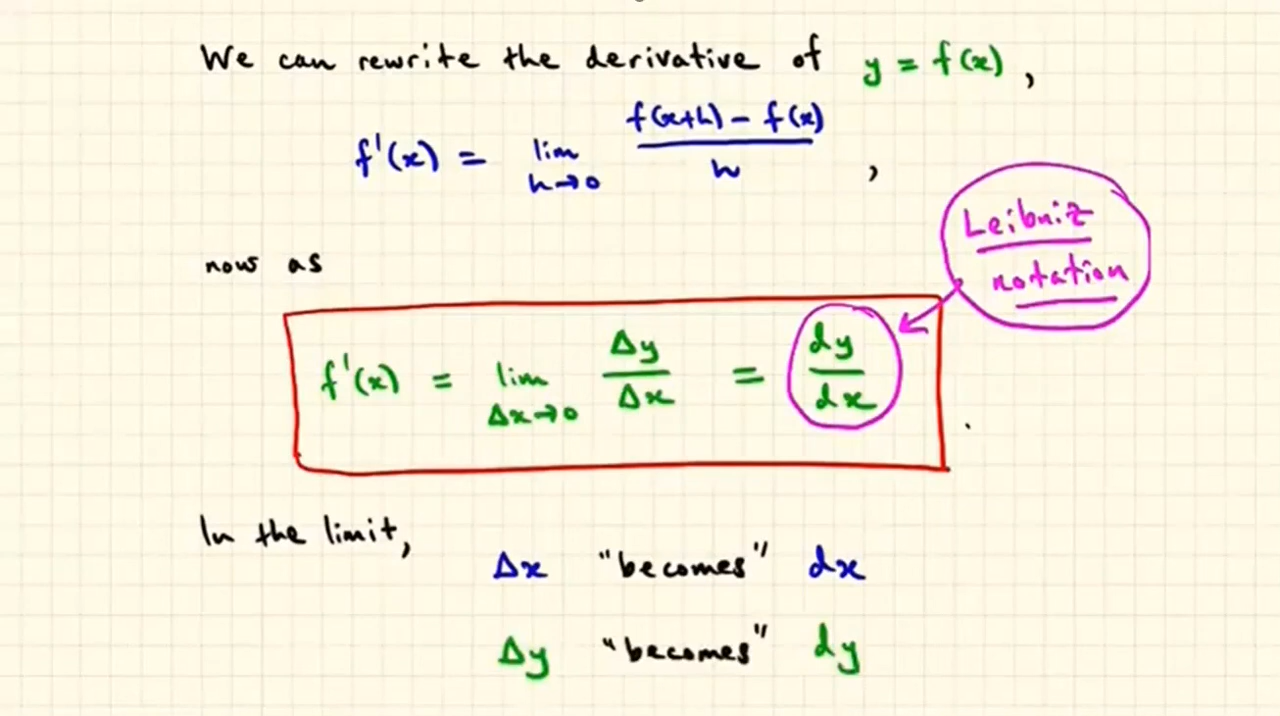 We can rewrite the derivative of y = f(x) ,
f'(x) = lim h→0 f(x+h) - f(x) / h ,
Leibniz
notation
now as
f'(x) = lim Δx→0 Δy/Δx = dy/dx .
In the limit,
Δx "becomes" dx
Δy "becomes" dy